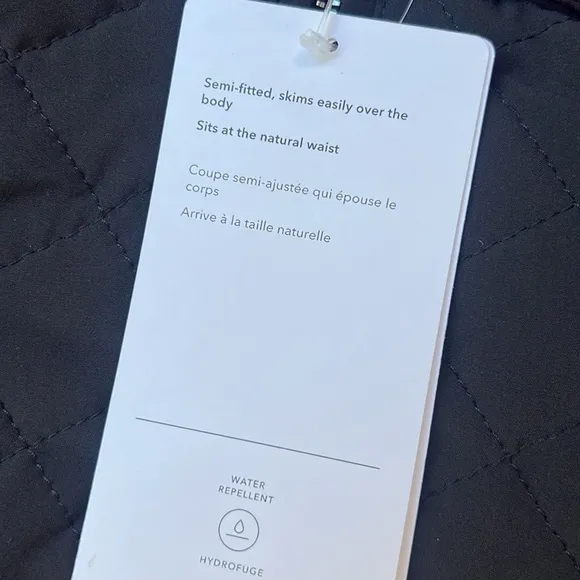 Semi-fitted, skims easily over the
body
Sits at the natural waist
Coupe semi-ajustée qui épouse le
corps
Arrive à la taille naturelle
WATER
REPELLENT
HYDROFUGE